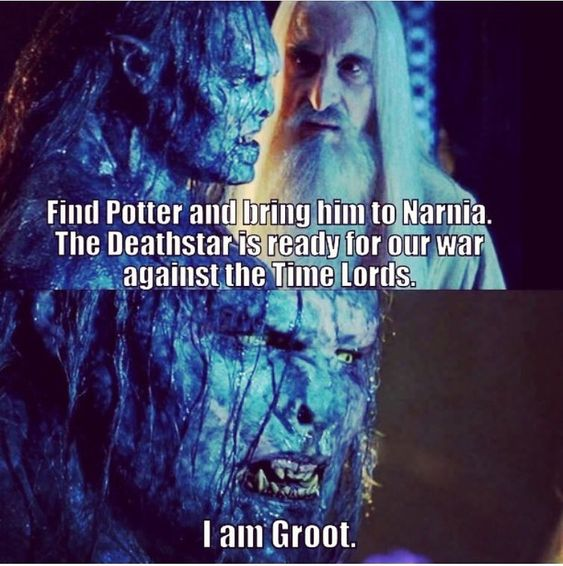 Find Potter and bring him to Narnia.
The Deathstar is ready for our war
against the Time Lords.
I am Groot.